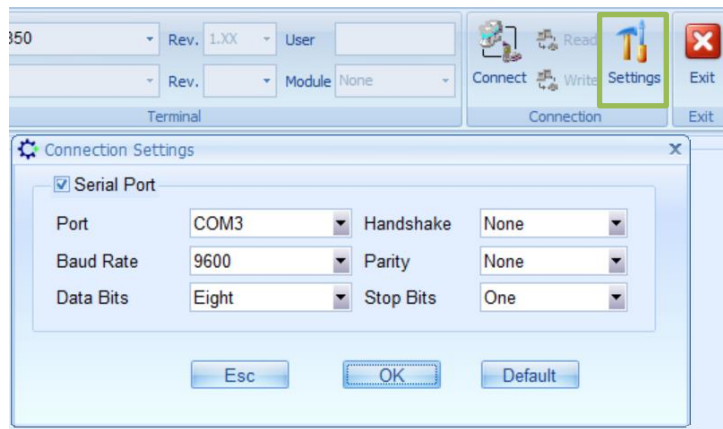 350 Rev. 1.XX User
Rev. Module None
Connect Read Write Settings Exit
Terminal Connection Exit
Connection Settings x
Serial Port
Port COM3 Handshake None
Baud Rate 9600 Parity None
Data Bits Eight Stop Bits One
Esc OK Default